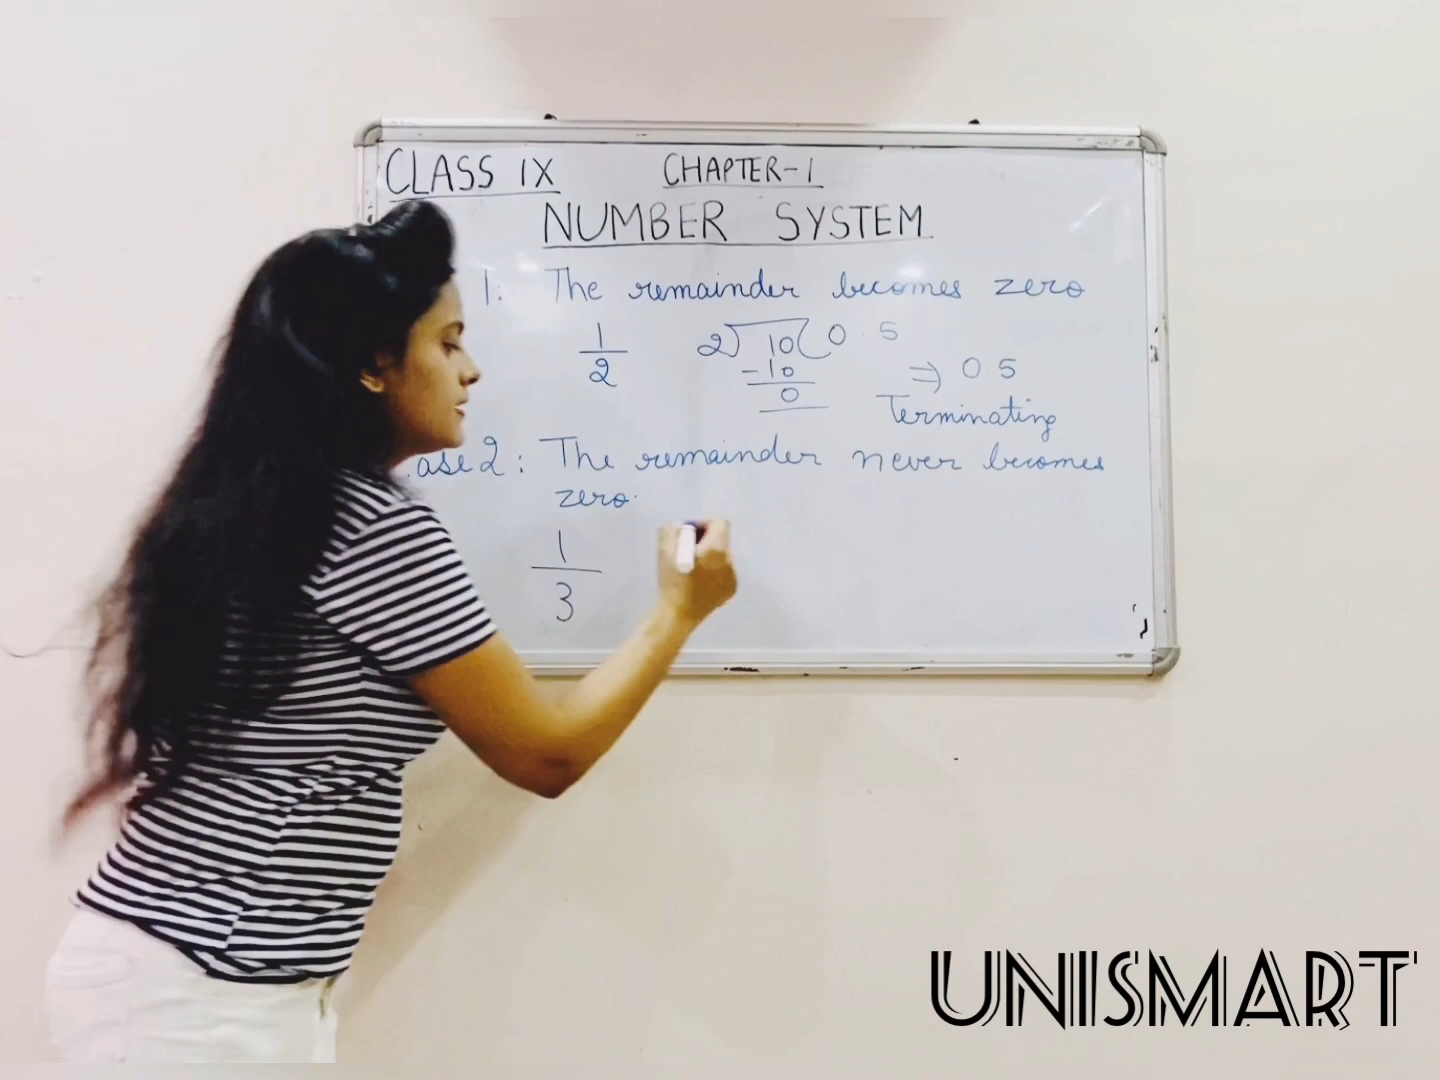 CLASS IX CHAPTER-1
NUMBER SYSTEM
1: The remainder becomes zero
1/2 2) 10 ( 0.5
-10
0
⇒ 0.5
Terminating
ase 2: The remainder never becomes
zero.
1/3
UNISMART